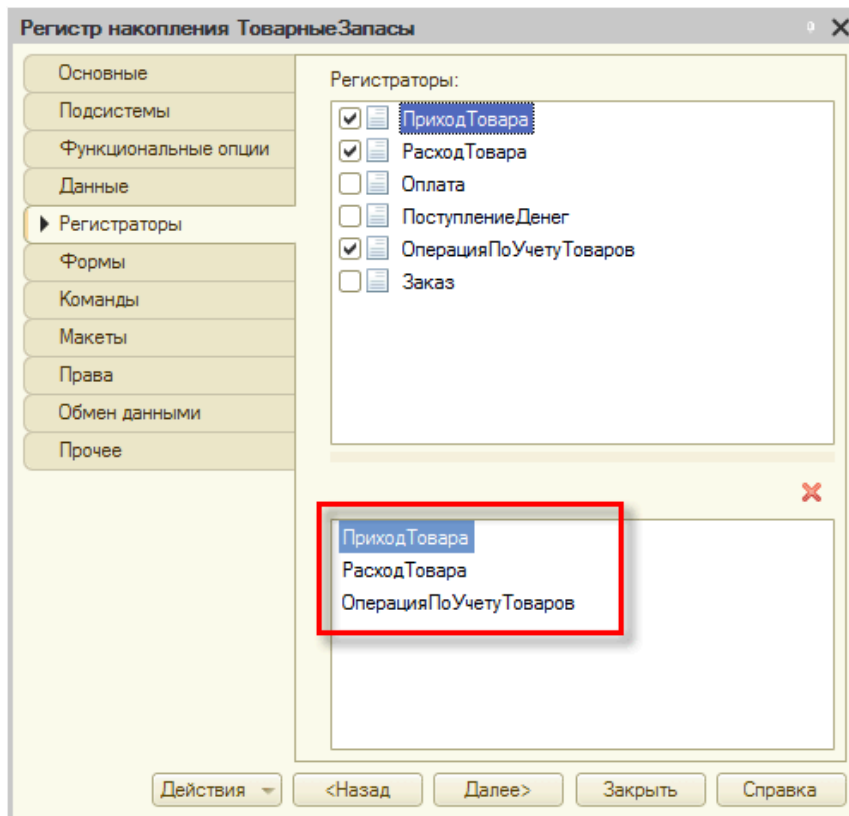 Регистр накопления ТоварныеЗапасы
Основные
Подсистемы
Функциональные опции
Данные
Регистраторы
Формы
Команды
Макеты
Права
Обмен данными
Прочее
Регистраторы:
ПриходТовара
РасходТовара
Оплата
ПоступлениеДенег
ОперацияПоУчетуТоваров
Заказ
ПриходТовара
РасходТовара
ОперацияПоУчетуТоваров
Действия <Назад Далее> Закрыть Справка